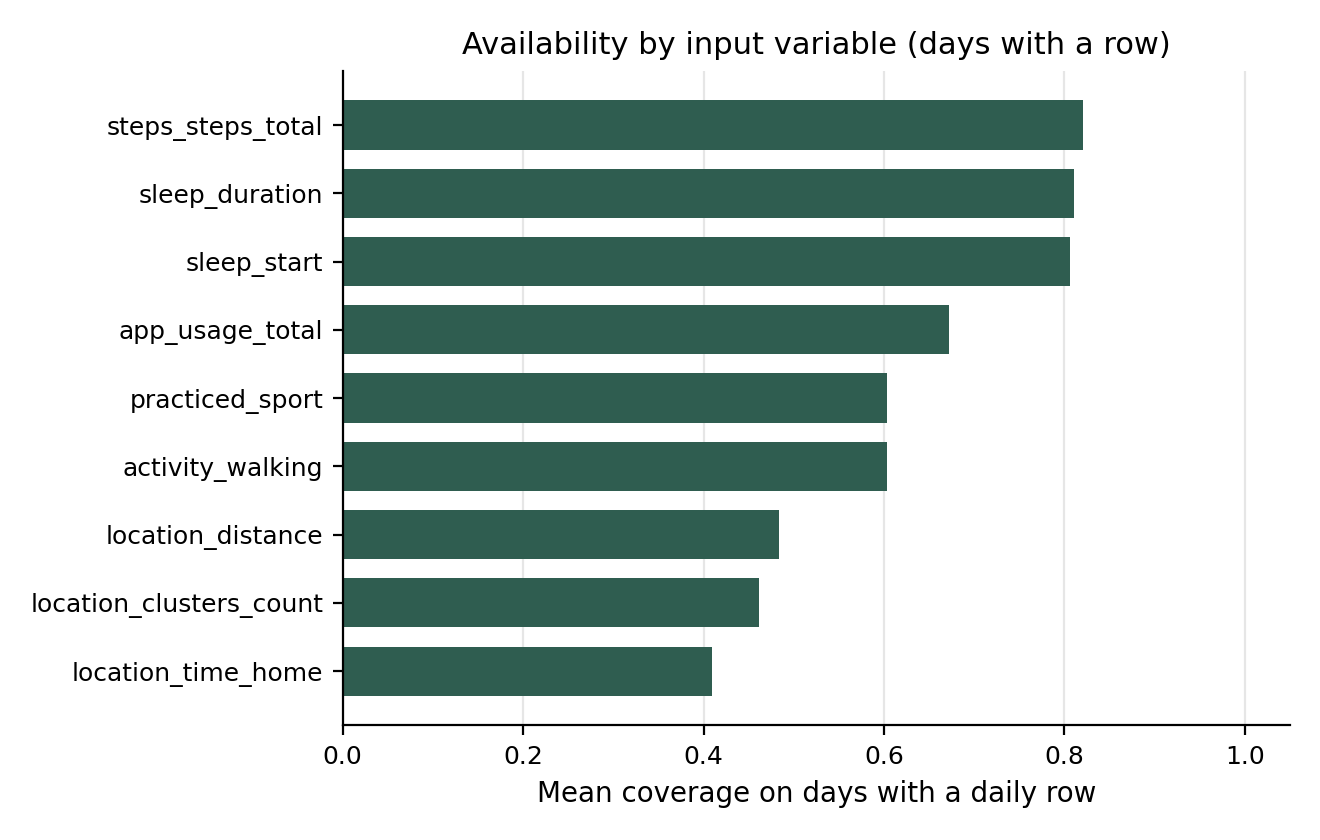 Availability by input variable (days with a row)
steps_steps_total
sleep_duration
sleep_start
app_usage_total
practiced_sport
activity_walking
location_distance
location_clusters_count
location_time_home
0.0 0.2 0.4 0.6 0.8 1.0
Mean coverage on days with a daily row